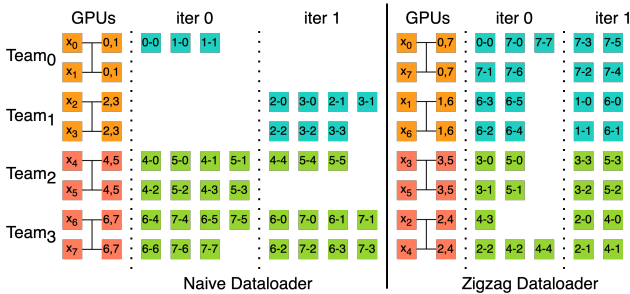 GPUs iter 0 iter 1 GPUs iter 0 iter 1
Team0 x0 0,1 0-0 1-0 1-1 x0 0,7 0-0 7-0 7-7 7-3 7-5
x1 0,1 x7 0,7 7-1 7-6 7-2 7-4
Team1 x2 2,3 2-0 3-0 2-1 3-1 x1 1,6 6-3 6-5 1-0 6-0
x3 2,3 2-2 3-2 3-3 x6 1,6 6-2 6-4 1-1 6-1
Team2 x4 4,5 4-0 5-0 4-1 5-1 4-4 5-4 5-5 x3 3,5 3-0 5-0 3-3 5-3
x5 4,5 4-2 5-2 4-3 5-3 x5 3,5 3-1 5-1 3-2 5-2
Team3 x6 6,7 6-4 7-4 6-5 7-5 6-0 7-0 6-1 7-1 x2 2,4 4-3 2-0 4-0
x7 6,7 6-6 7-6 7-7 6-2 7-2 6-3 7-3 x4 2,4 2-2 4-2 4-4 2-1 4-1
Naive Dataloader Zigzag Dataloader